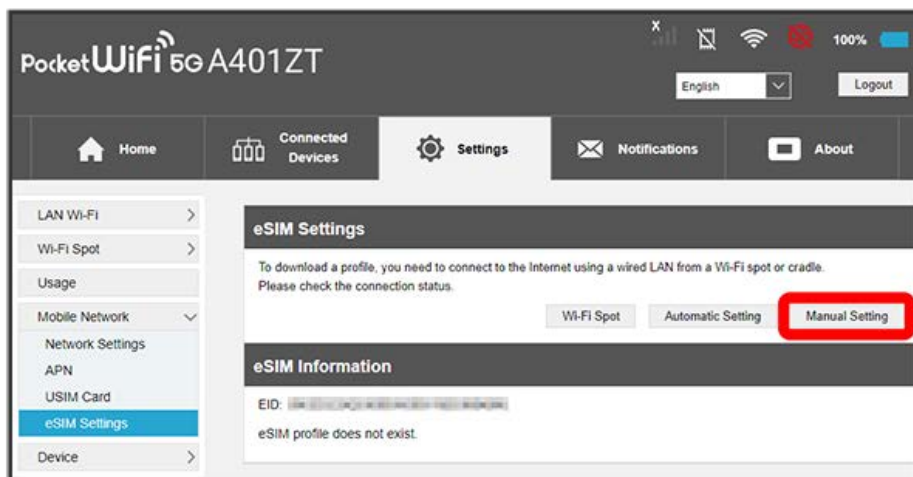 Pocket WiFi 5G A401ZT
x
100%
English
Logout
Home
Connected
Devices
Settings
Notifications
About
LAN Wi-Fi
Wi-Fi Spot
Usage
Mobile Network
Network Settings
APN
USIM Card
eSIM Settings
Device
eSIM Settings
To download a profile, you need to connect to the Internet using a wired LAN from a Wi-Fi spot or cradle.
Please check the connection status.
Wi-Fi Spot
Automatic Setting
Manual Setting
eSIM Information
EID:
eSIM profile does not exist.